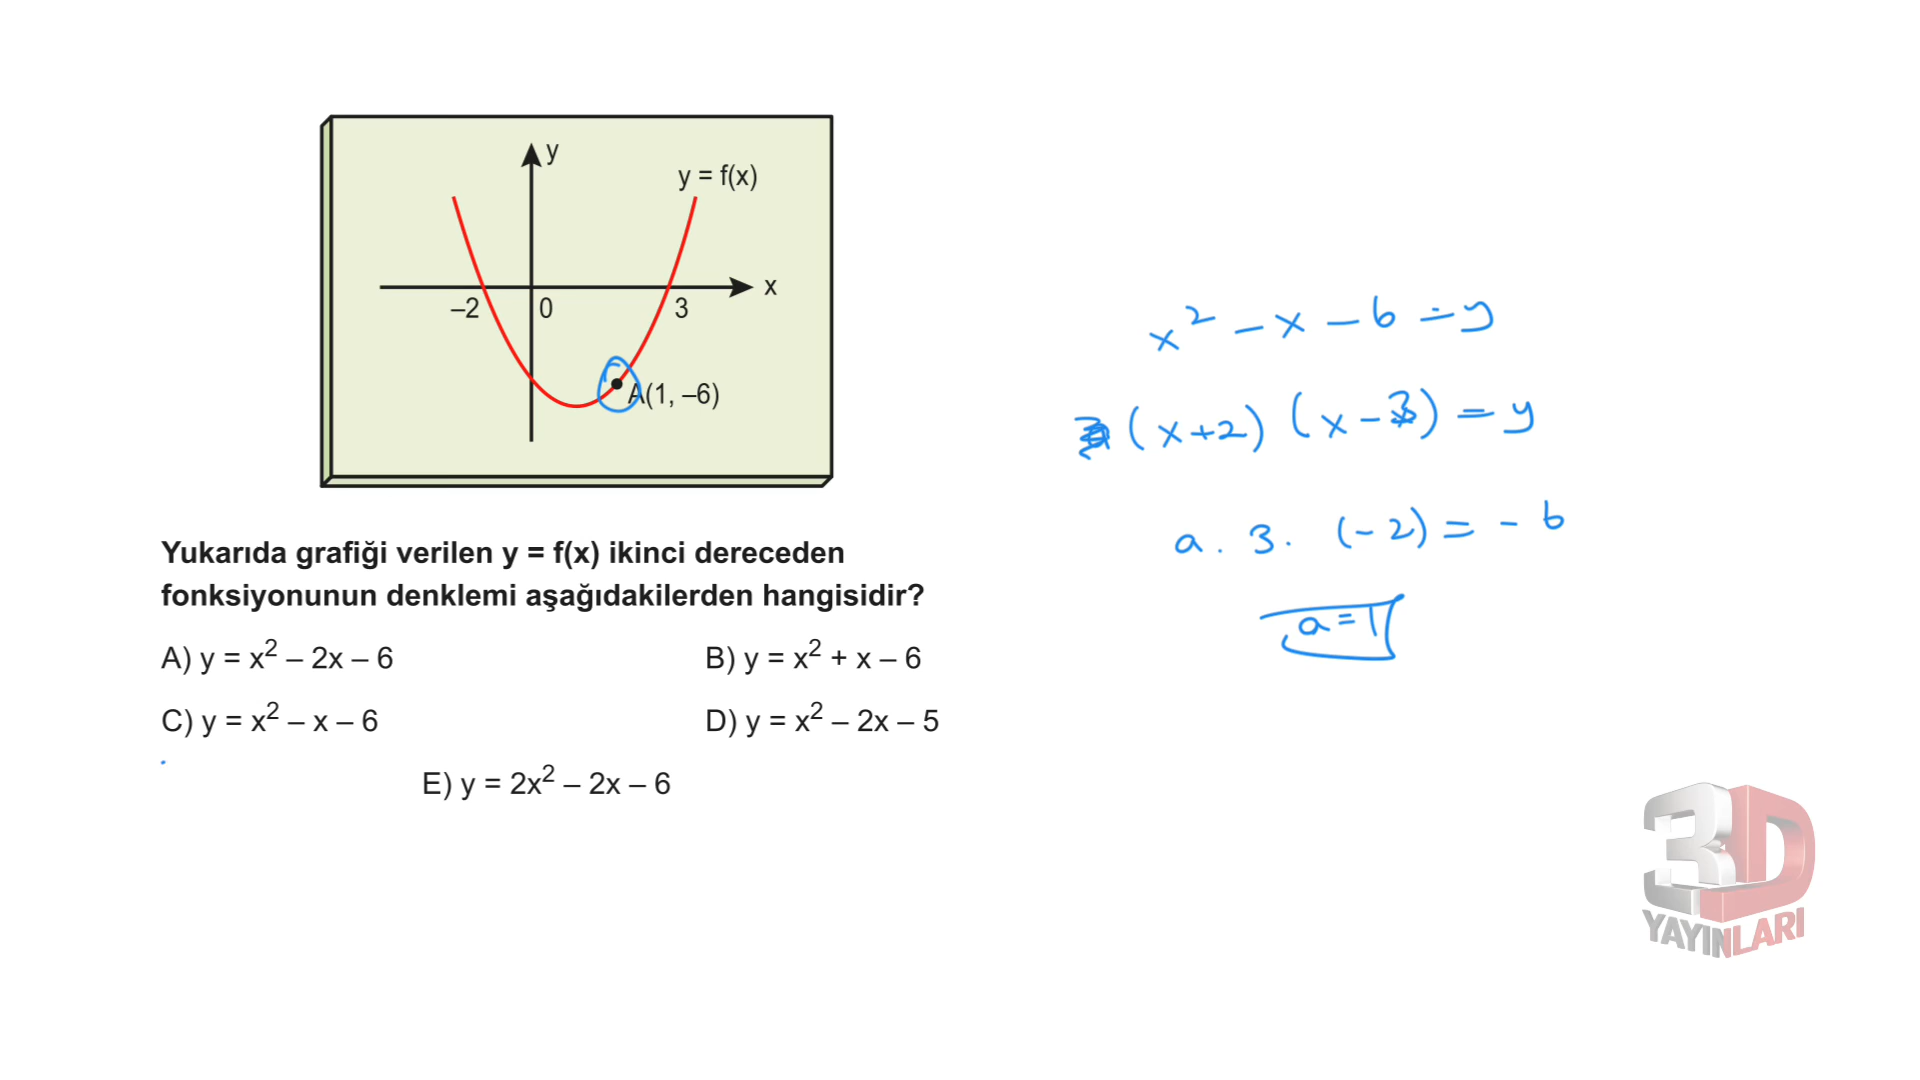 y
y = f(x)
x
–2
0
3
A(1, –6)
Yukarıda grafiği verilen y = f(x) ikinci dereceden
fonksiyonunun denklemi aşağıdakilerden hangisidir?
A) y = x² – 2x – 6
B) y = x² + x – 6
C) y = x² – x – 6
D) y = x² – 2x – 5
E) y = 2x² – 2x – 6
x² – x – 6 = y
(x+2) (x–3) = y
a . 3 . (–2) = – 6
a = 1
3D
YAYINLARI